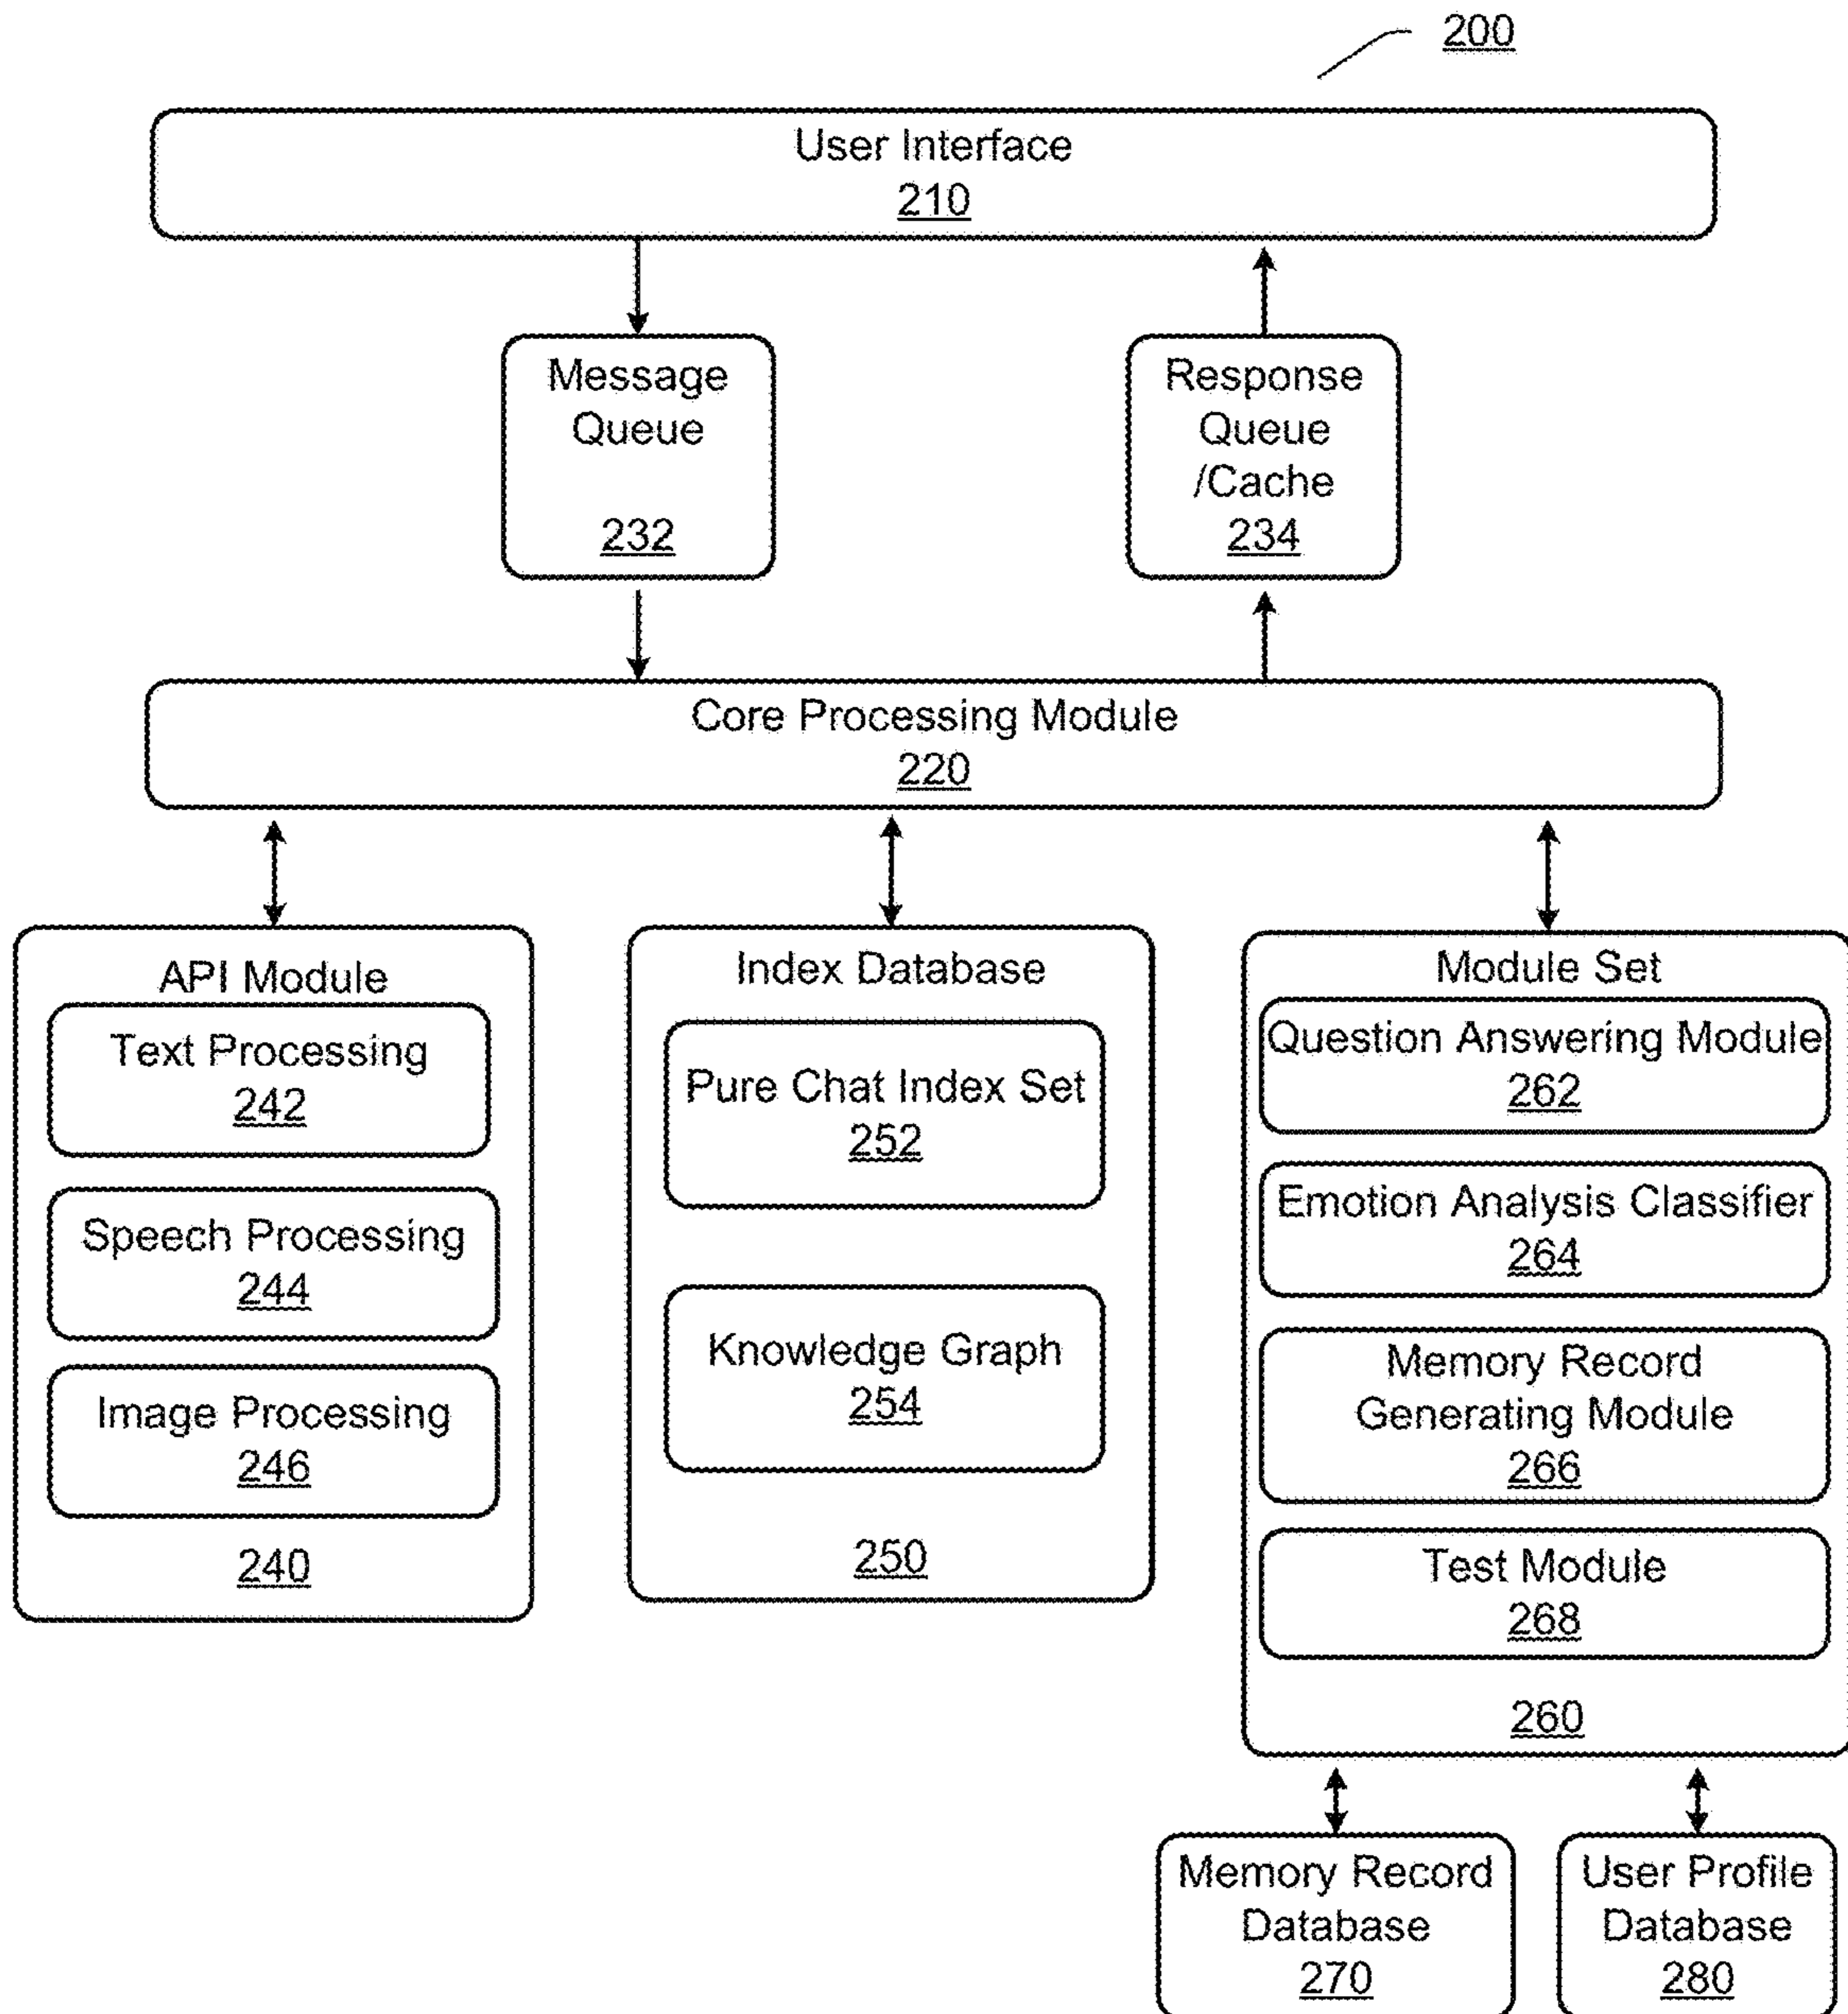 200
User Interface
210
Message
Queue
232
Response
Queue
/Cache
234
Core Processing Module
220
API Module
Text Processing
242
Speech Processing
244
Image Processing
246
240
Index Database
Pure Chat Index Set
252
Knowledge Graph
254
250
Module Set
Question Answering Module
262
Emotion Analysis Classifier
264
Memory Record
Generating Module
266
Test Module
268
260
Memory Record
Database
270
User Profile
Database
280